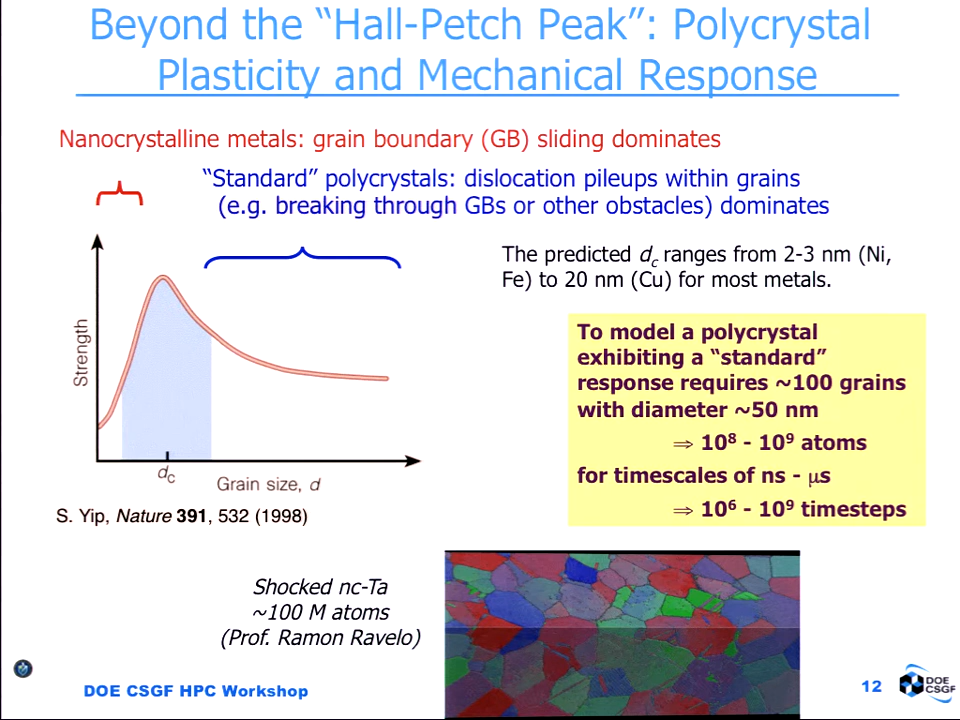 Beyond the “Hall-Petch Peak”: Polycrystal
Plasticity and Mechanical Response
Nanocrystalline metals: grain boundary (GB) sliding dominates
“Standard” polycrystals: dislocation pileups within grains
(e.g. breaking through GBs or other obstacles) dominates
The predicted dc ranges from 2-3 nm (Ni,
Fe) to 20 nm (Cu) for most metals.
Strength
dc
Grain size, d
S. Yip, Nature 391, 532 (1998)
To model a polycrystal
exhibiting a “standard”
response requires ~100 grains
with diameter ~50 nm
⇒ 10⁸ - 10⁹ atoms
for timescales of ns - μs
⇒ 10⁶ - 10⁹ timesteps
Shocked nc-Ta
~100 M atoms
(Prof. Ramon Ravelo)
DOE CSGF HPC Workshop
12
DOE
CSGF